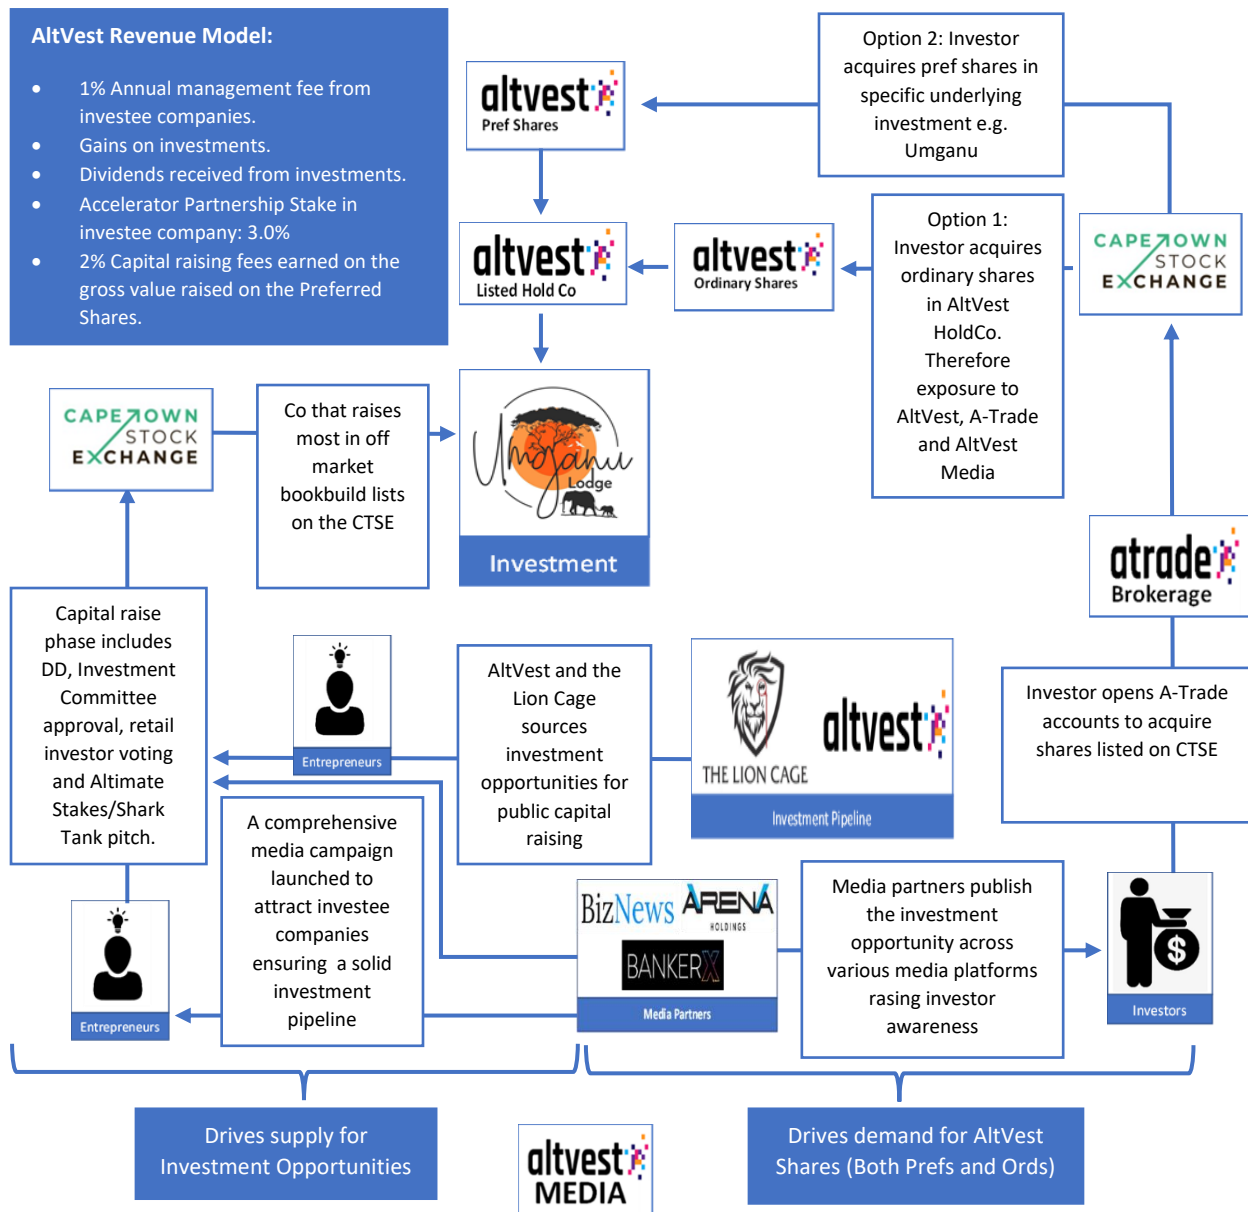 AltVest Revenue Model:
• 1% Annual management fee from
investee companies.
• Gains on investments.
• Dividends received from investments.
• Accelerator Partnership Stake in
investee company: 3.0%
• 2% Capital raising fees earned on the
gross value raised on the Preferred
Shares.
altvest
Pref Shares
Option 2: Investor
acquires pref shares in
specific underlying
investment e.g.
Umganu
altvest
Listed Hold Co
altvest
Ordinary Shares
Option 1:
Investor acquires
ordinary shares
in AltVest
HoldCo.
Therefore
exposure to
AltVest, A-Trade
and AltVest
Media
CAPE TOWN
STOCK
EXCHANGE
CAPE TOWN
STOCK
EXCHANGE
Co that raises
most in off
market
bookbuild lists
on the CTSE
Umganu
Lodge
Investment
atrade
Brokerage
Capital raise
phase includes
DD, Investment
Committee
approval, retail
investor voting
and Altimate
Stakes/Shark
Tank pitch.
Entrepreneurs
AltVest and the
Lion Cage
sources
investment
opportunities for
public capital
raising
THE LION CAGE
altvest
Investment Pipeline
Investor opens A-Trade
accounts to acquire
shares listed on CTSE
Entrepreneurs
A comprehensive
media campaign
launched to
attract investee
companies
ensuring a solid
investment
pipeline
BizNews
ARENA
HOLDINGS
BANKERX
Media Partners
Media partners publish
the investment
opportunity across
various media platforms
rasing investor
awareness
$
Investors
Drives supply for
Investment Opportunities
altvest
MEDIA
Drives demand for AltVest
Shares (Both Prefs and Ords)